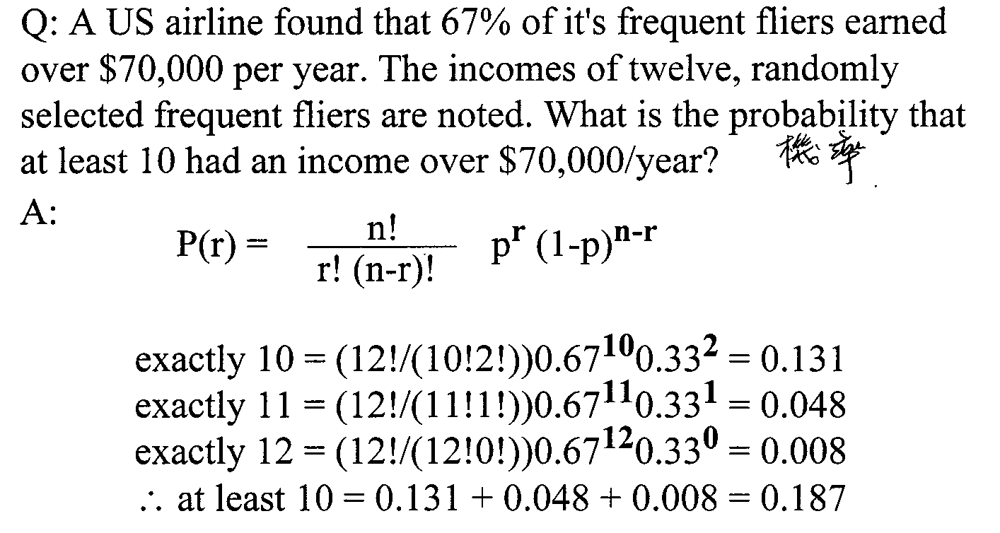 Q: A US airline found that 67% of it's frequent fliers earned
over $70,000 per year. The incomes of twelve, randomly
selected frequent fliers are noted. What is the probability that
at least 10 had an income over $70,000/year? 機率
A:
P(r) = n! / r! (n-r)! p^r (1-p)^n-r
exactly 10 = (12!/(10!2!))0.67^10 0.33^2 = 0.131
exactly 11 = (12!/(11!1!))0.67^11 0.33^1 = 0.048
exactly 12 = (12!/(12!0!))0.67^12 0.33^0 = 0.008
∴ at least 10 = 0.131 + 0.048 + 0.008 = 0.187